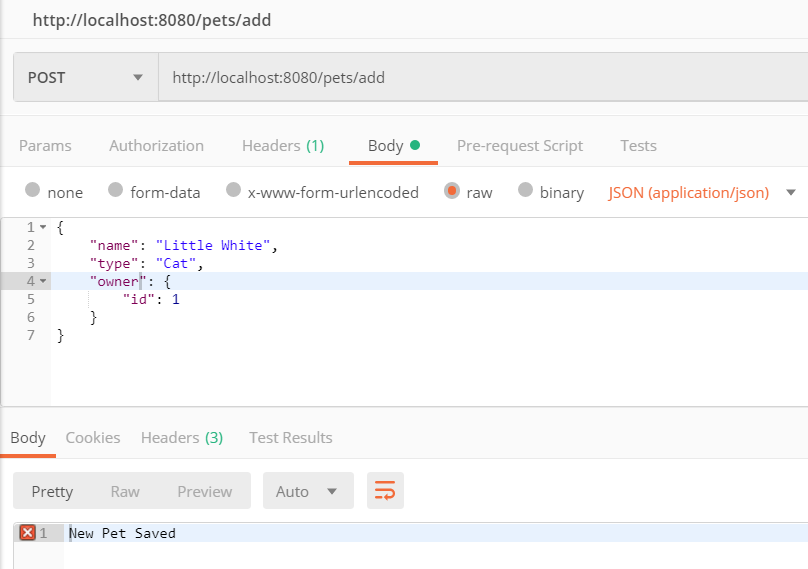 http://localhost:8080/pets/add
POST http://localhost:8080/pets/add
Params Authorization Headers (1) Body Pre-request Script Tests
none form-data x-www-form-urlencoded raw binary JSON (application/json)
1 {
2 "name": "Little White",
3 "type": "Cat",
4 "owner": {
5 "id": 1
6 }
7 }
Body Cookies Headers (3) Test Results
Pretty Raw Preview Auto
1 New Pet Saved